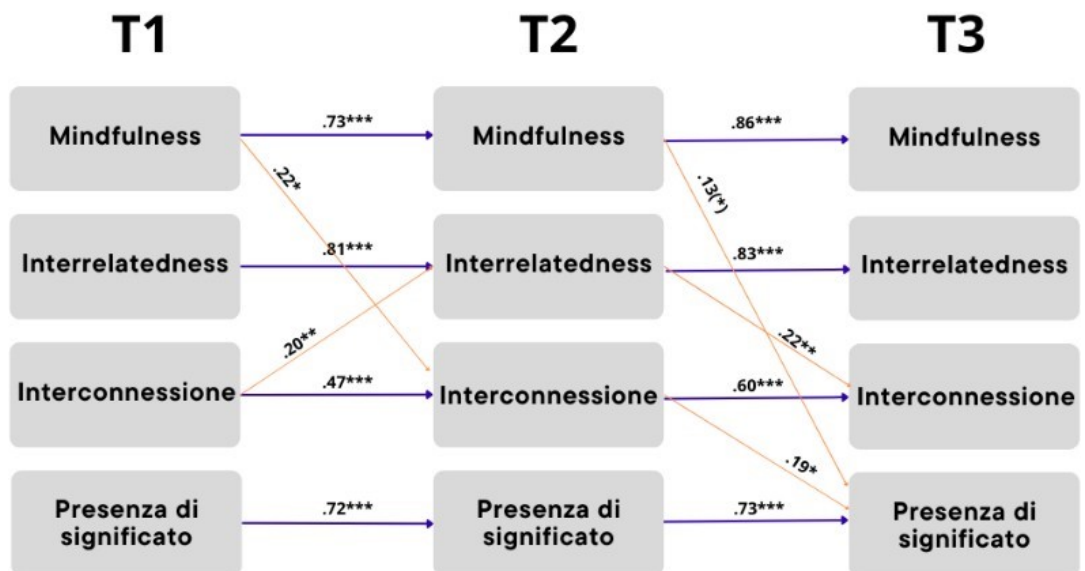 T1
T2
T3
Mindfulness
.73***
Mindfulness
.86***
Mindfulness
.22*
.13(*)
Interrelatedness
.81***
Interrelatedness
.83***
Interrelatedness
.20**
.22**
Interconnessione
.47***
Interconnessione
.60***
Interconnessione
.19*
Presenza di
significato
.72***
Presenza di
significato
.73***
Presenza di
significato